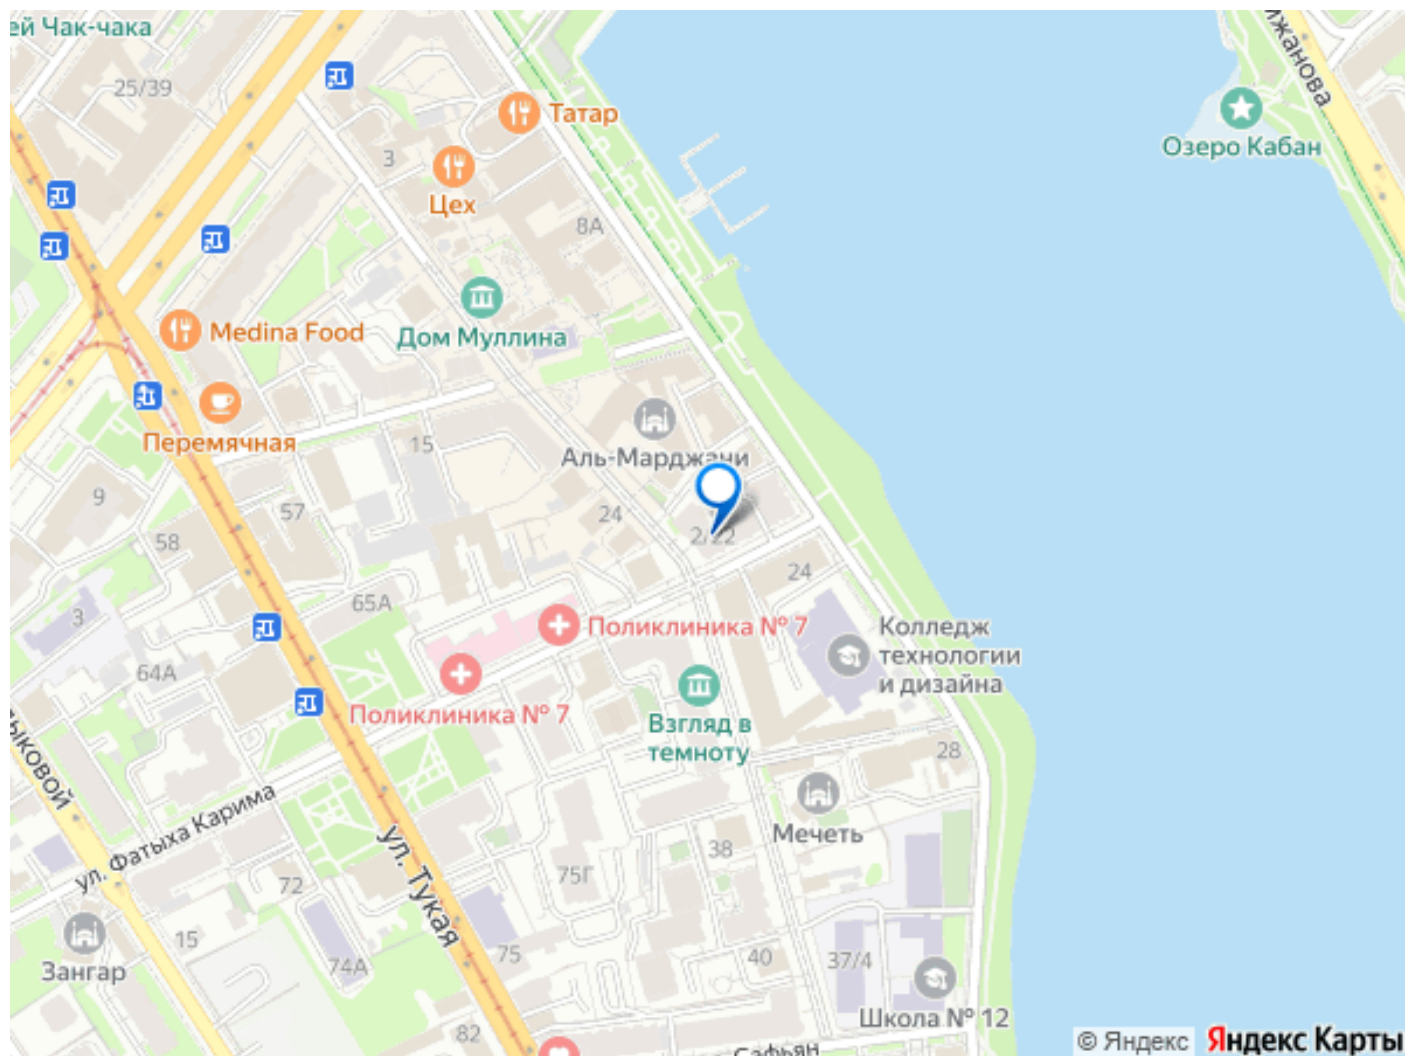 ей Чак-чака
25/39
Татар
3
Цех
8А
Озеро Кабан
Дом Муллина
Medina Food
Перемячная
15
Аль-Марджани
9
57
24
58
2/22
24
65А
3
Поликлиника № 7
Колледж
технологии
и дизайна
64А
Поликлиника № 7
Взгляд в
темноту
28
Мечеть
ул. Фатыха Карима
ул. Тукая
38
75Г
72
15
Зангар
74А
75
40
37/4
Школа № 12
82
© Яндекс
Яндекс Карты